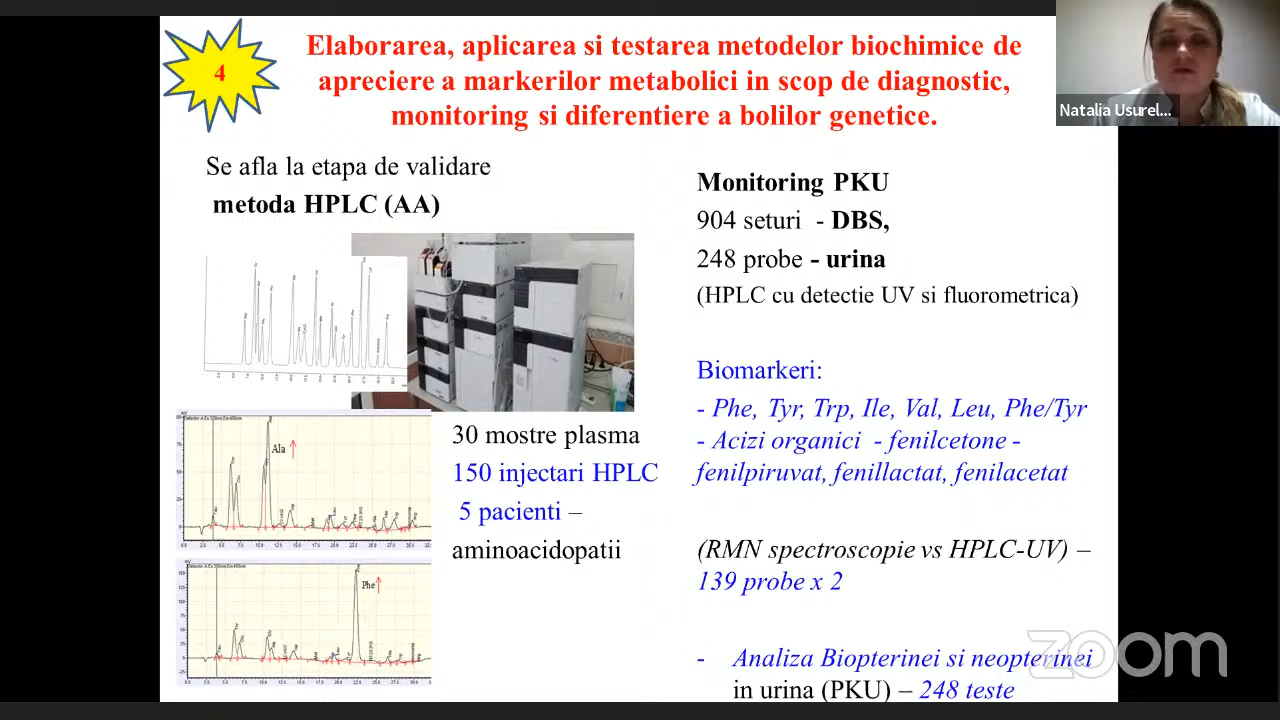 4
Elaborarea, aplicarea si testarea metodelor biochimice de
apreciere a markerilor metabolici in scop de diagnostic,
monitoring si diferentiere a bolilor genetice.
Natalia Usurel...
Se afla la etapa de validare
metoda HPLC (AA)
Ala
Phe
30 mostre plasma
150 injectari HPLC
5 pacienti –
aminoacidopatii
Monitoring PKU
904 seturi - DBS,
248 probe - urina
(HPLC cu detectie UV si fluorometrica)
Biomarkeri:
- Phe, Tyr, Trp, Ile, Val, Leu, Phe/Tyr
- Acizi organici - fenilcetone -
fenilpiruvat, fenillactat, fenilacetat
(RMN spectroscopie vs HPLC-UV) –
139 probe x 2
- Analiza Biopterinei si neopterinei
in urina (PKU) – 248 teste
zoom